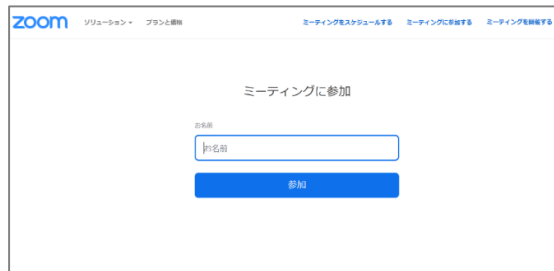 zoom ソリューション プランと価格 ミーティングをスケジュールする ミーティングに参加する ミーティングを開催する
ミーティングに参加
お名前
お名前
参加